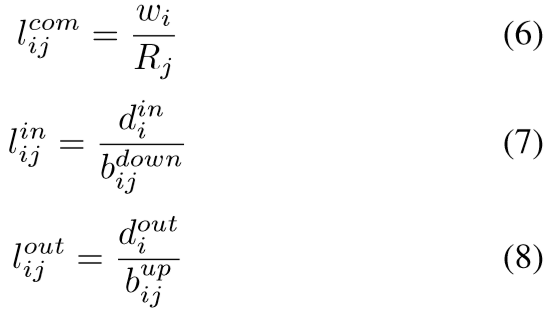 l_{ij}^{com} = \frac{w_i}{R_j} (6)
l_{ij}^{in} = \frac{d_i^{in}}{b_{ij}^{down}} (7)
l_{ij}^{out} = \frac{d_i^{out}}{b_{ij}^{up}} (8)